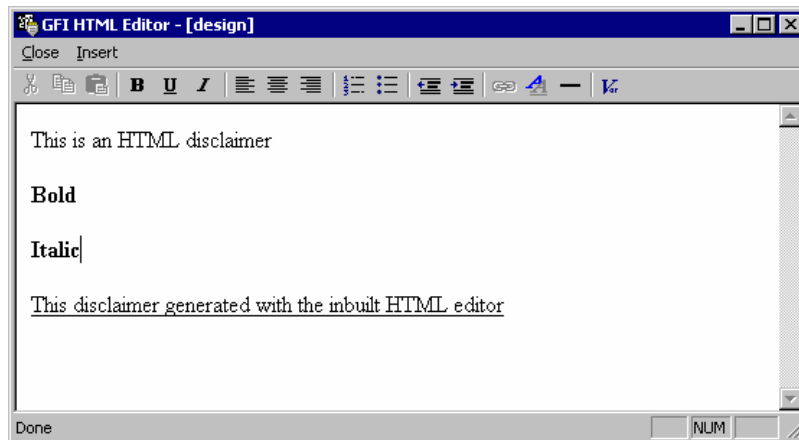 GFI HTML Editor - [design]
Close Insert
B U I Var
This is an HTML disclaimer
Bold
Italic
This disclaimer generated with the inbuilt HTML editor
Done NUM